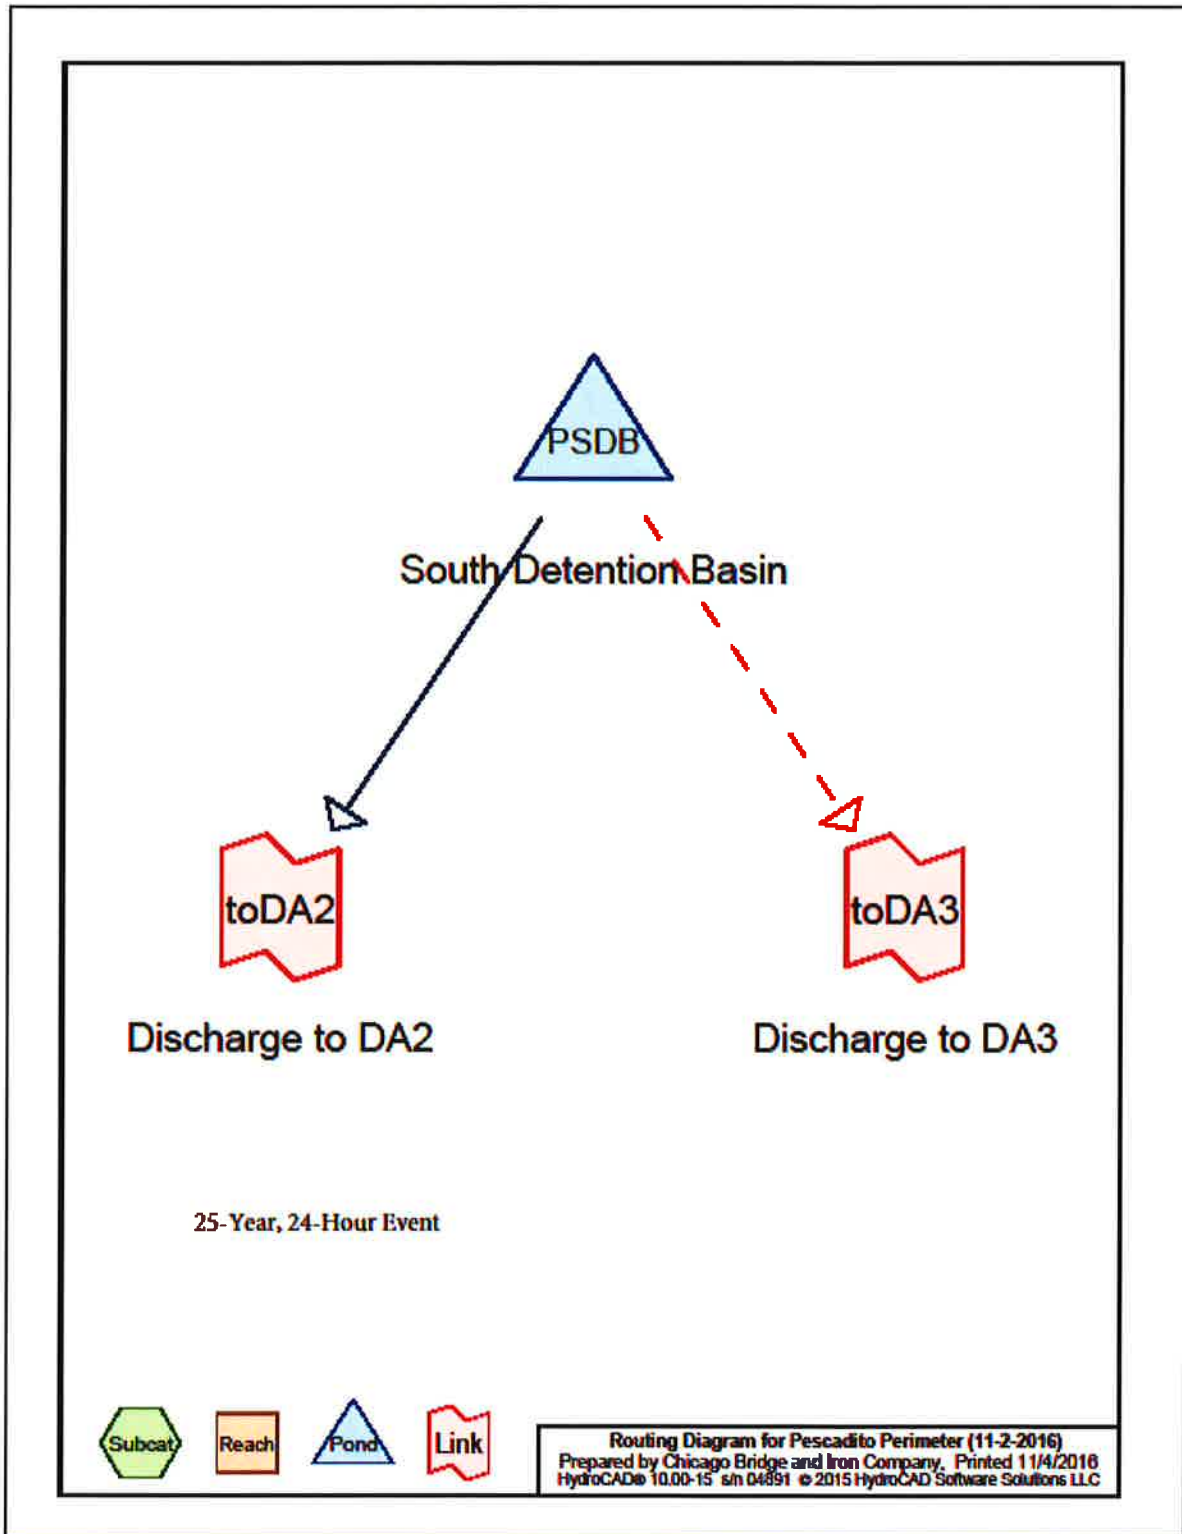 PSDB
South Detention Basin
toDA2
toDA3
Discharge to DA2
Discharge to DA3
25-Year, 24-Hour Event
Subcat
Reach
Pond
Link
Routing Diagram for Pescadito Perimeter (11-2-2016)
Prepared by Chicago Bridge and Iron Company, Printed 11/4/2016
HydroCAD® 10.00-15 s/n 04891 © 2015 HydroCAD Software Solutions LLC